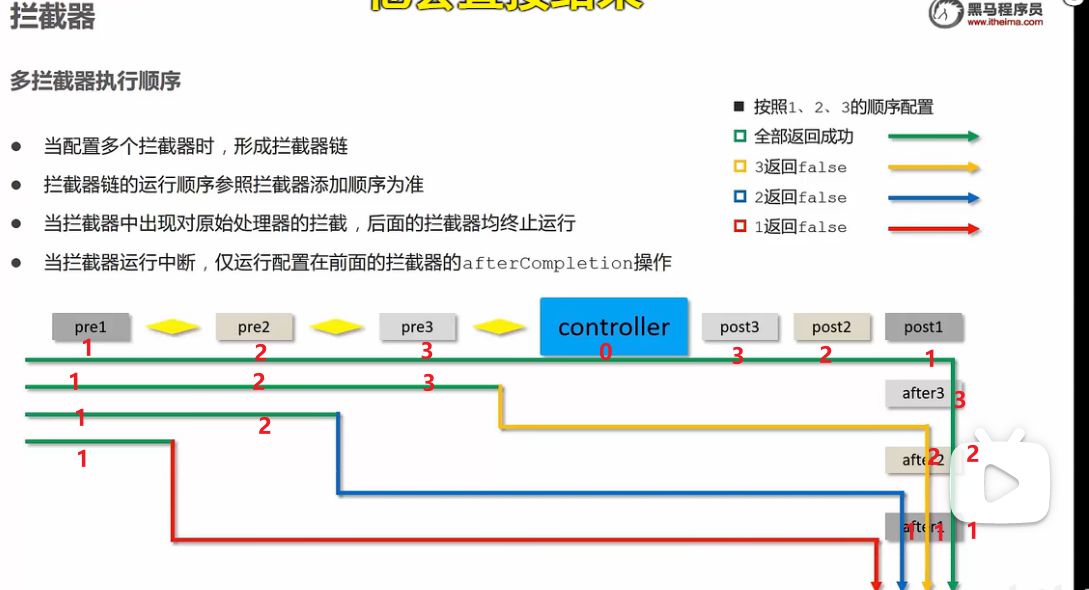 拦截器
黑马程序员
www.itheima.com
多拦截器执行顺序
■ 按照1、2、3的顺序配置
全部返回成功
3返回false
2返回false
1返回false
● 当配置多个拦截器时，形成拦截器链
● 拦截器链的运行顺序参照拦截器添加顺序为准
● 当拦截器中出现对原始处理器的拦截，后面的拦截器均终止运行
● 当拦截器运行中断，仅运行配置在前面的拦截器的afterCompletion操作
pre1 pre2 pre3 controller post3 post2 post1
1 2 3 0 3 2 1
1 2 3
after3 3
1 2
1
after2 2 2
after1 1 1 1